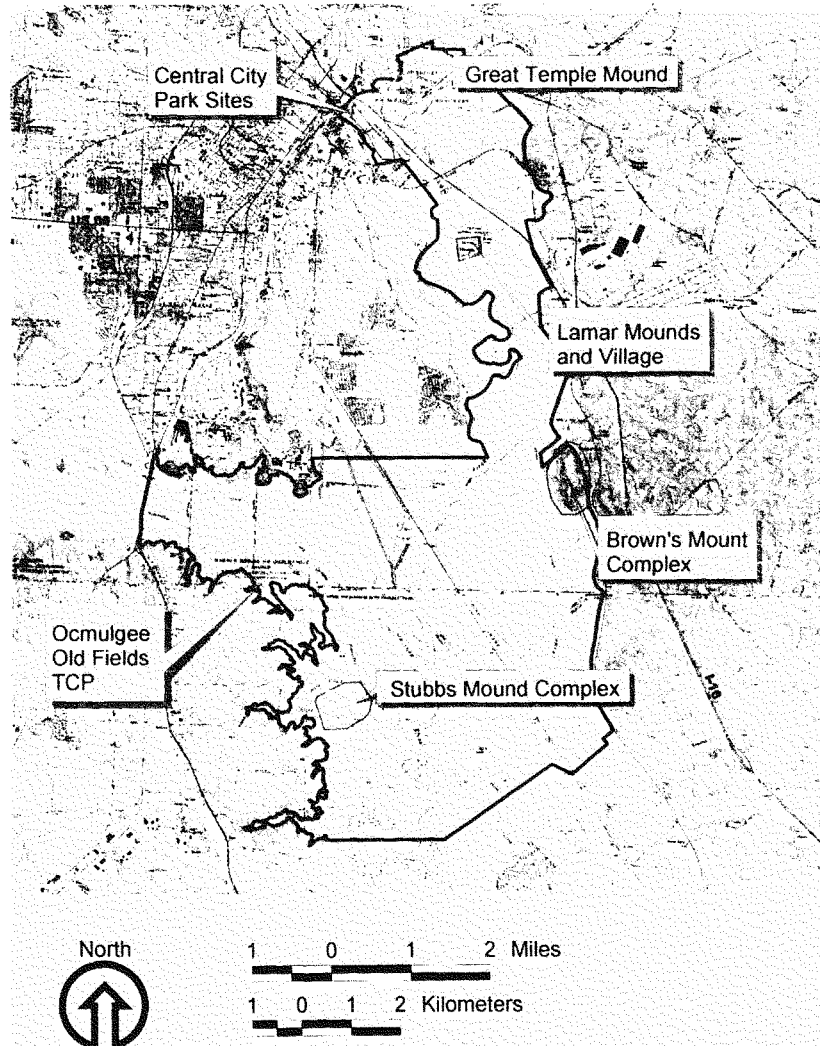 Central City
Park Sites
Great Temple Mound
Lamar Mounds
and Village
Brown's Mount
Complex
Ocmulgee
Old Fields
TCP
Stubbs Mound Complex
I-16
North
1 0 1 2 Miles
1 0 1 2 Kilometers